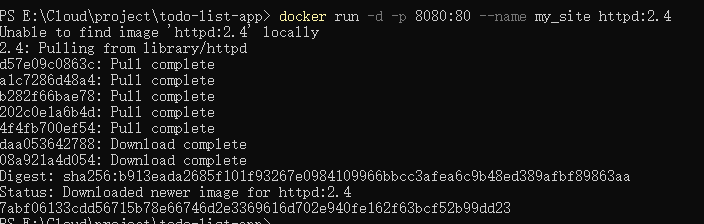 PS E:\Cloud\project\todo-list-app> docker run -d -p 8080:80 --name my_site httpd:2.4
Unable to find image 'httpd:2.4' locally
2.4: Pulling from library/httpd
d57e09c0863c: Pull complete
a1c7286d48a4: Pull complete
b282f66bae78: Pull complete
202c0e1a6b4d: Pull complete
4f4fb700ef54: Pull complete
daa053642788: Download complete
08a921a4d054: Download complete
Digest: sha256:b913eada2685f101f93267e0984109966bbcc3afea6c9b48ed389afbf89863aa
Status: Downloaded newer image for httpd:2.4
7abf06133cdd56715b78e66746d2e3369616d702e940fe162f63bcf52b99dd23
PS E:\Cloud\project\todo-list-app>